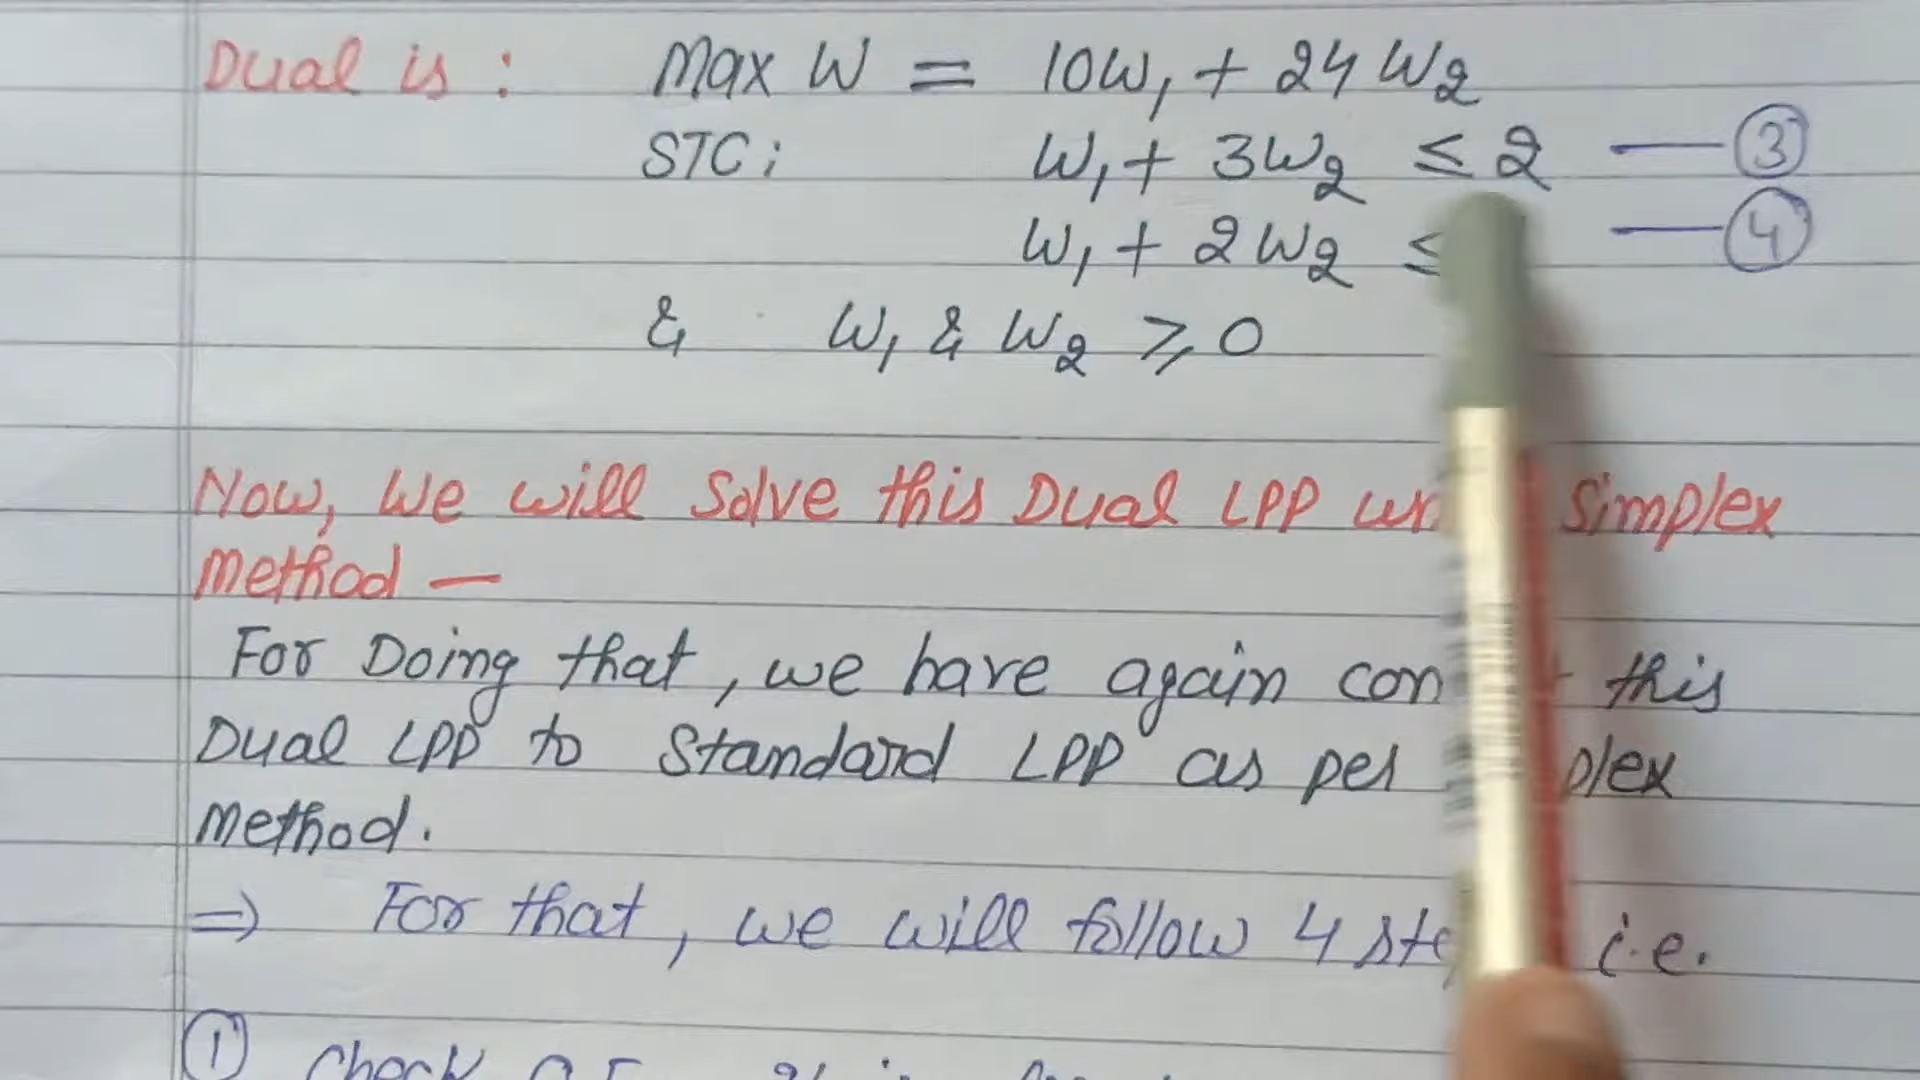 Dual is : Max W = 10W₁ + 24W₂
STC ; W₁ + 3W₂ ≤ 2 — ③
W₁ + 2W₂ ≤ — ④
& W₁ & W₂ ≥ 0
Now, we will solve this Dual LPP simplex
method —
For Doing that, we have again this
Dual LPP to Standard LPP as per
method.
⇒ For that, we will follow 4 i.e.
① Check